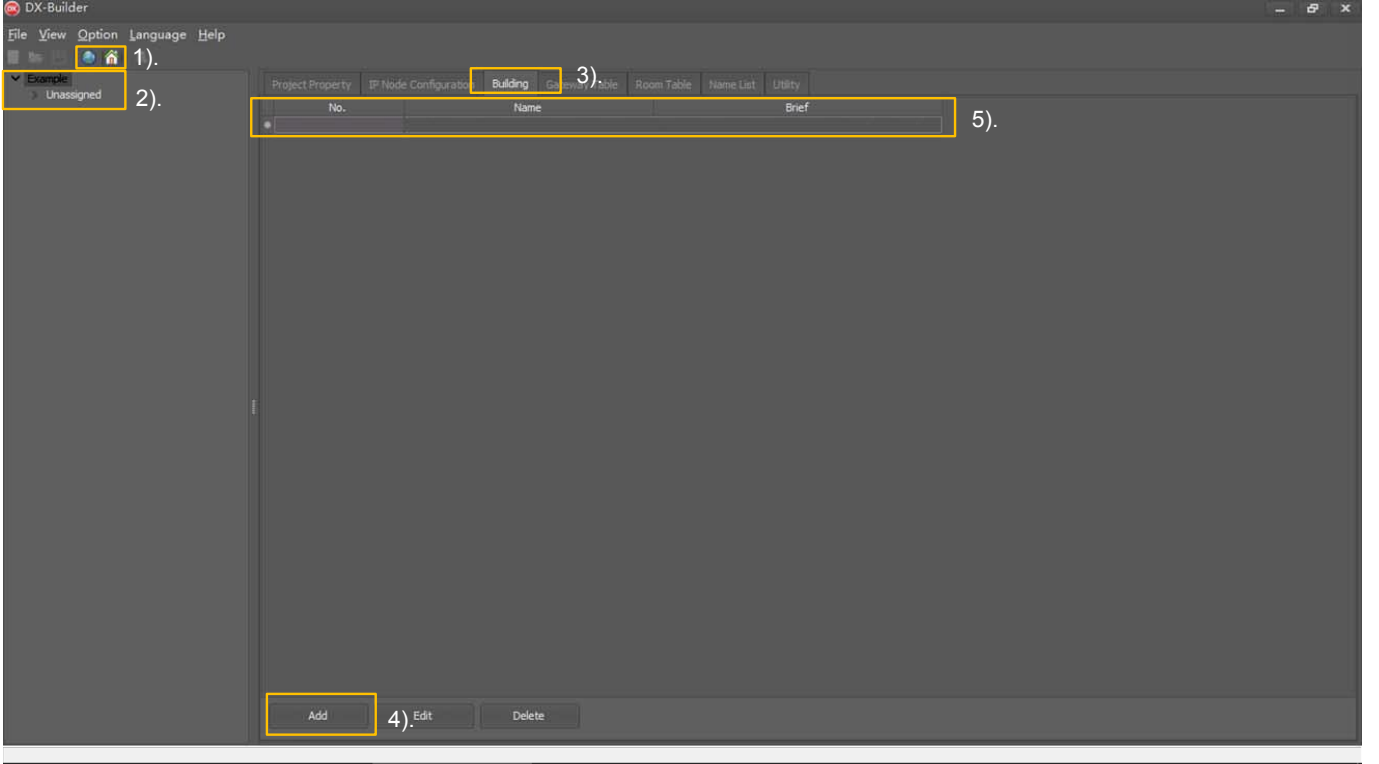 DX-Builder
File View Option Language Help
1).
Example
Unassigned
2).
Project Property IP Node Configuration Building Gateway Table Room Table Name List Utility
3).
No. Name Brief
5).
Add Edit Delete
4).